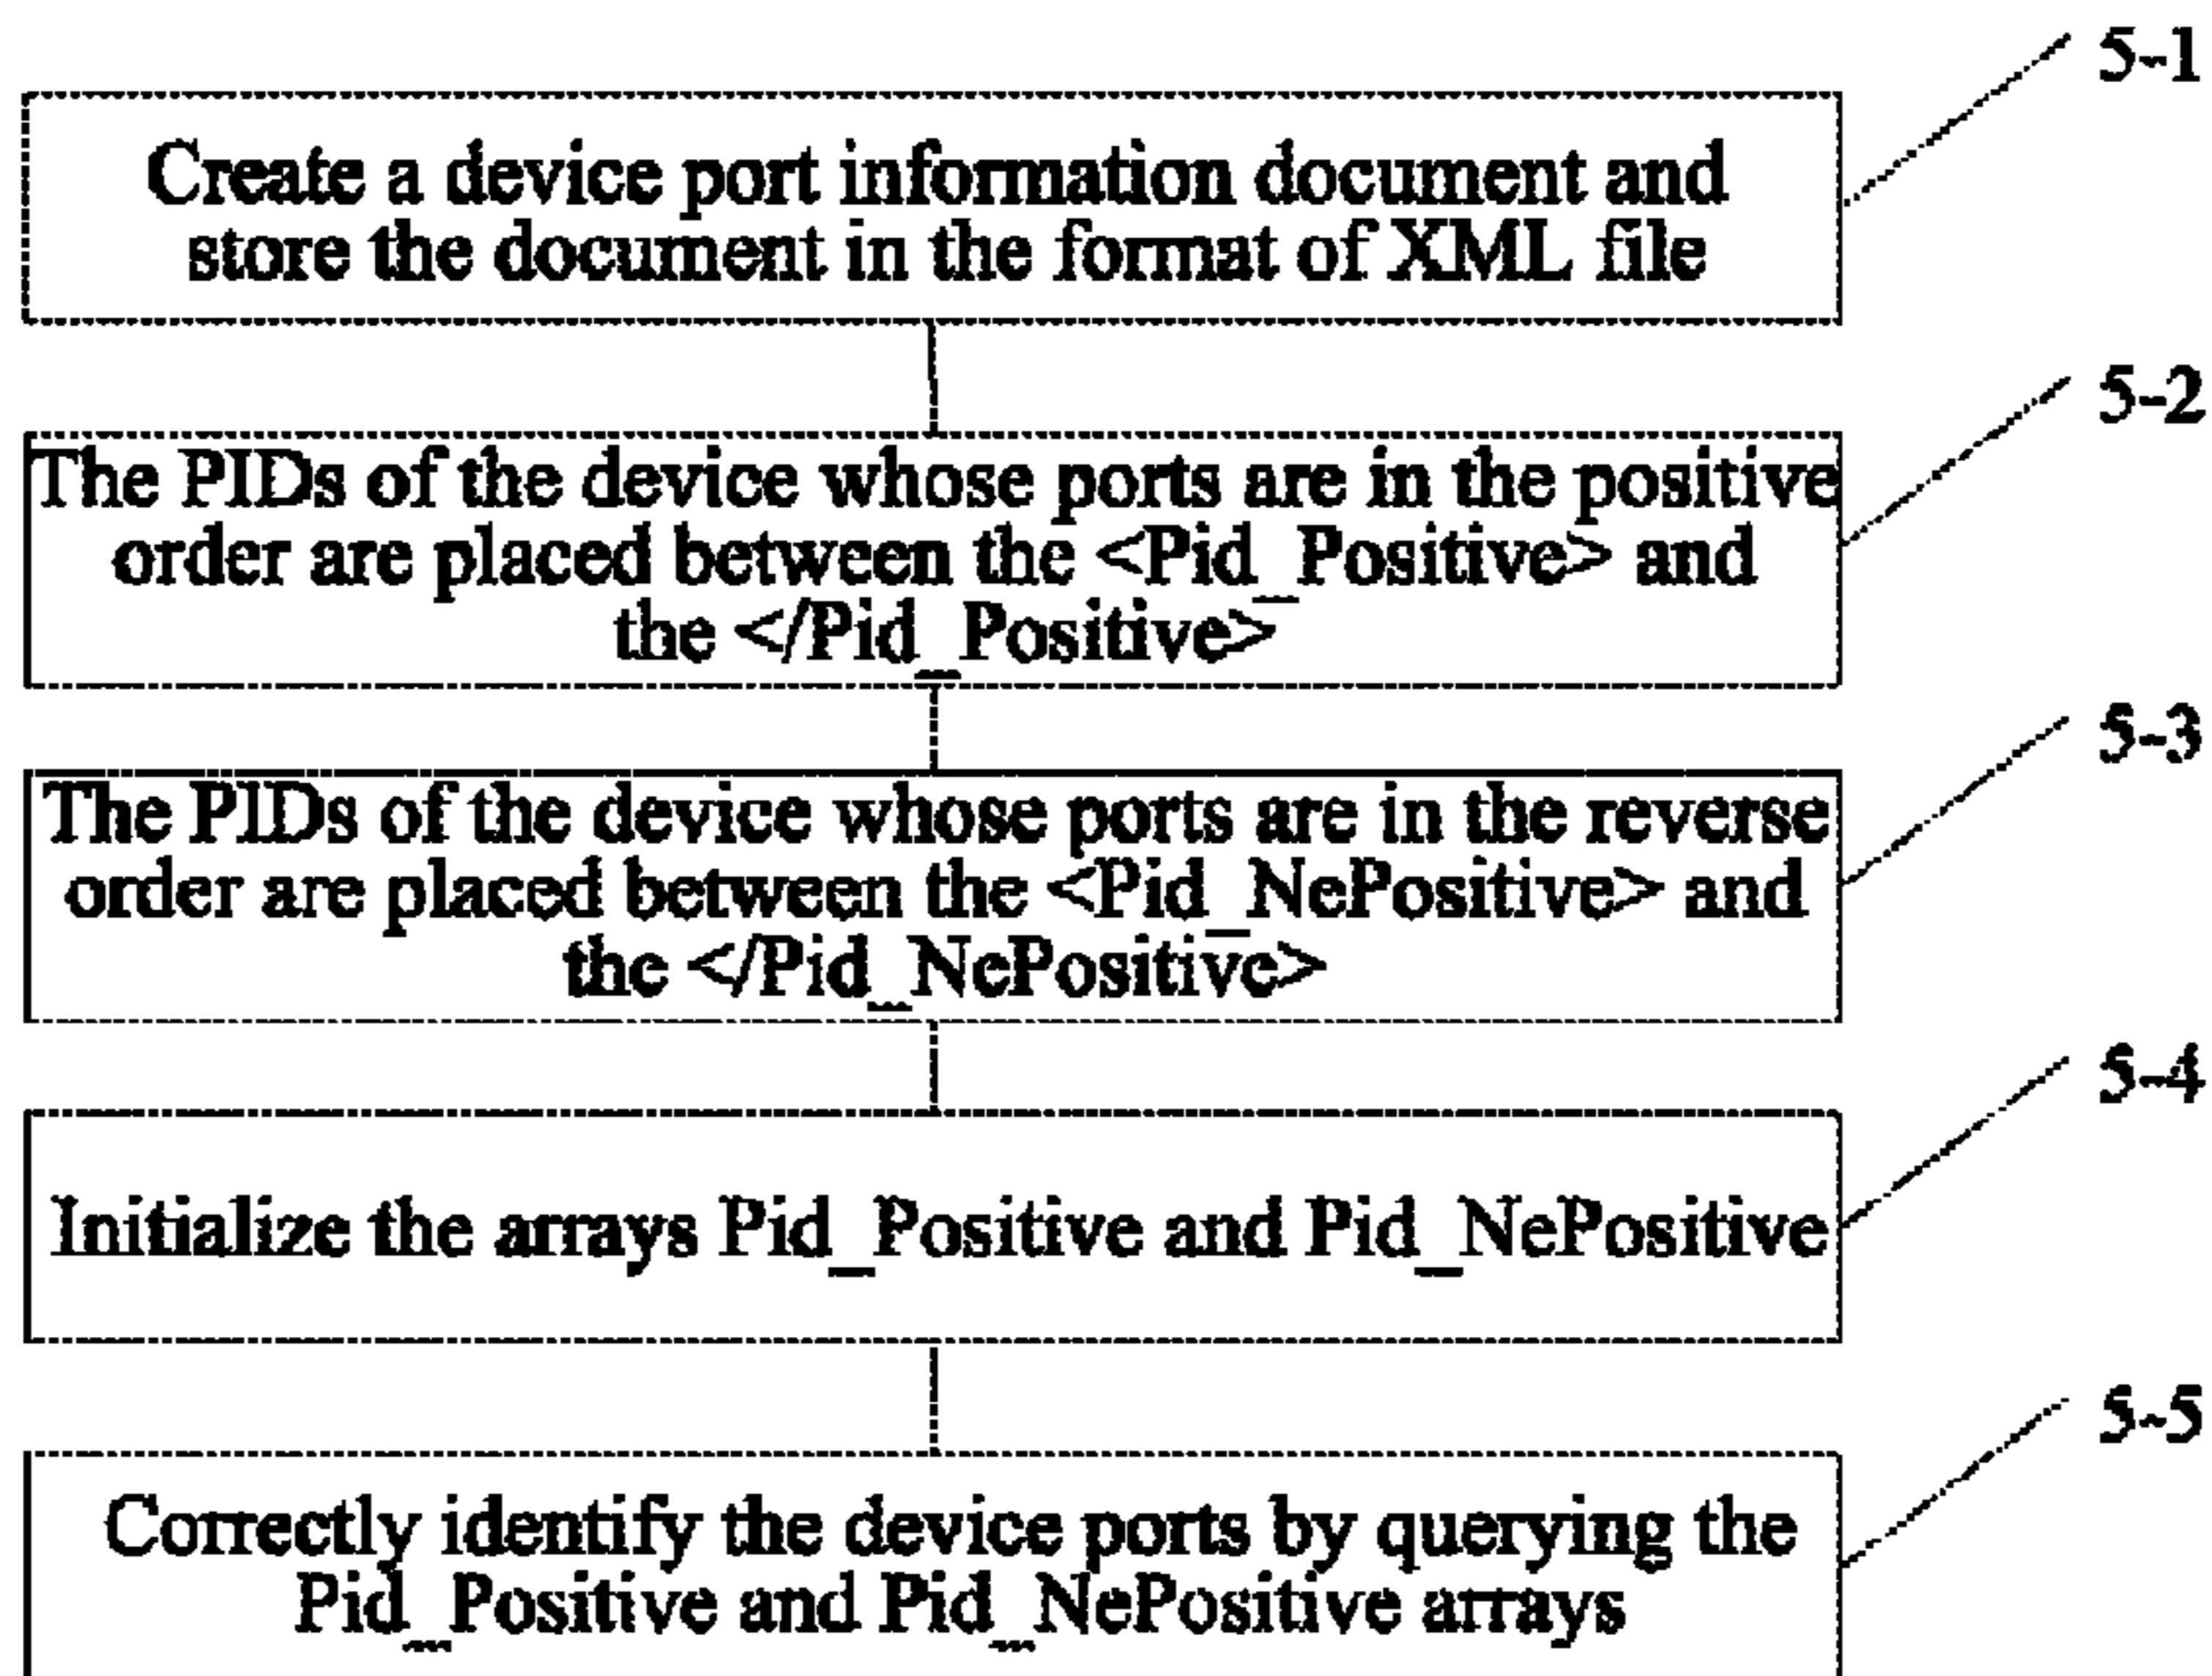 5-1
Create a device port information document and
store the document in the format of XML file
5-2
The PIDs of the device whose ports are in the positive
order are placed between the <Pid_Positive> and
the </Pid_Positive>
5-3
The PIDs of the device whose ports are in the reverse
order are placed between the <Pid_NePositive> and
the </Pid_NePositive>
5-4
Initialize the arrays Pid_Positive and Pid_NePositive
5-5
Correctly identify the device ports by querying the
Pid_Positive and Pid_NePositive arrays